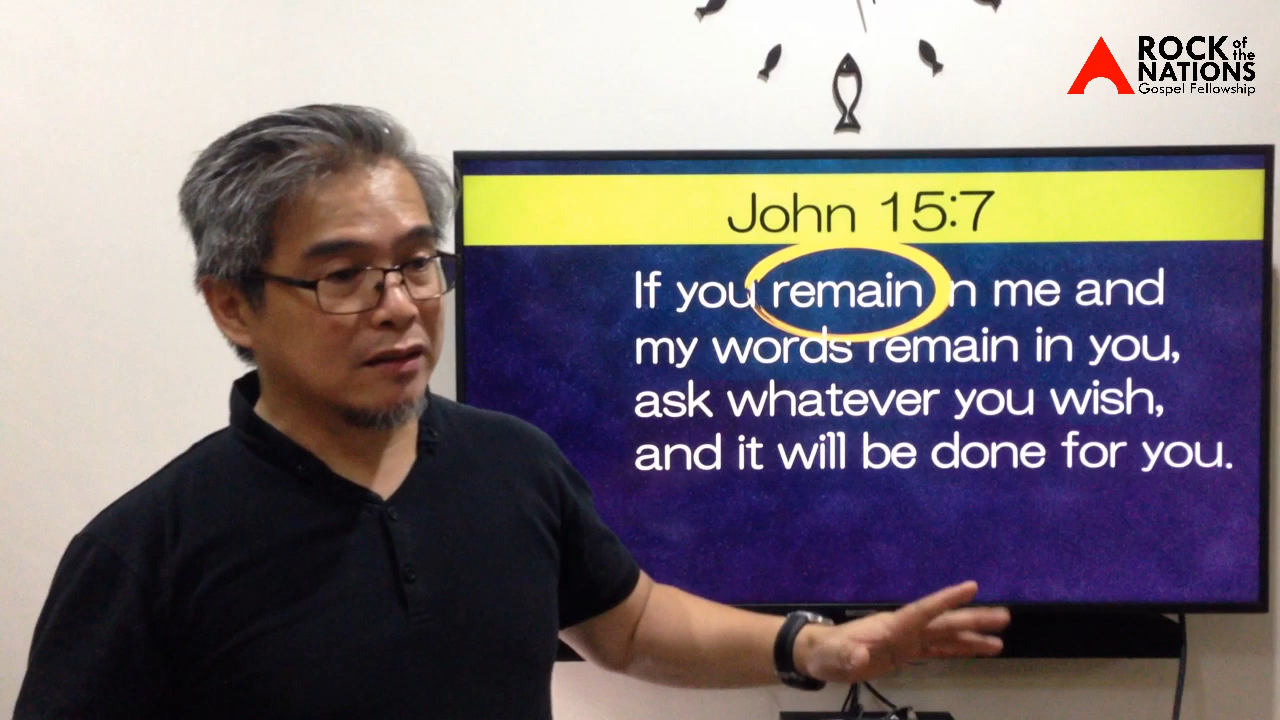 ROCK of the
NATIONS
Gospel Fellowship
John 15:7
If you remain in me and
my words remain in you,
ask whatever you wish,
and it will be done for you.